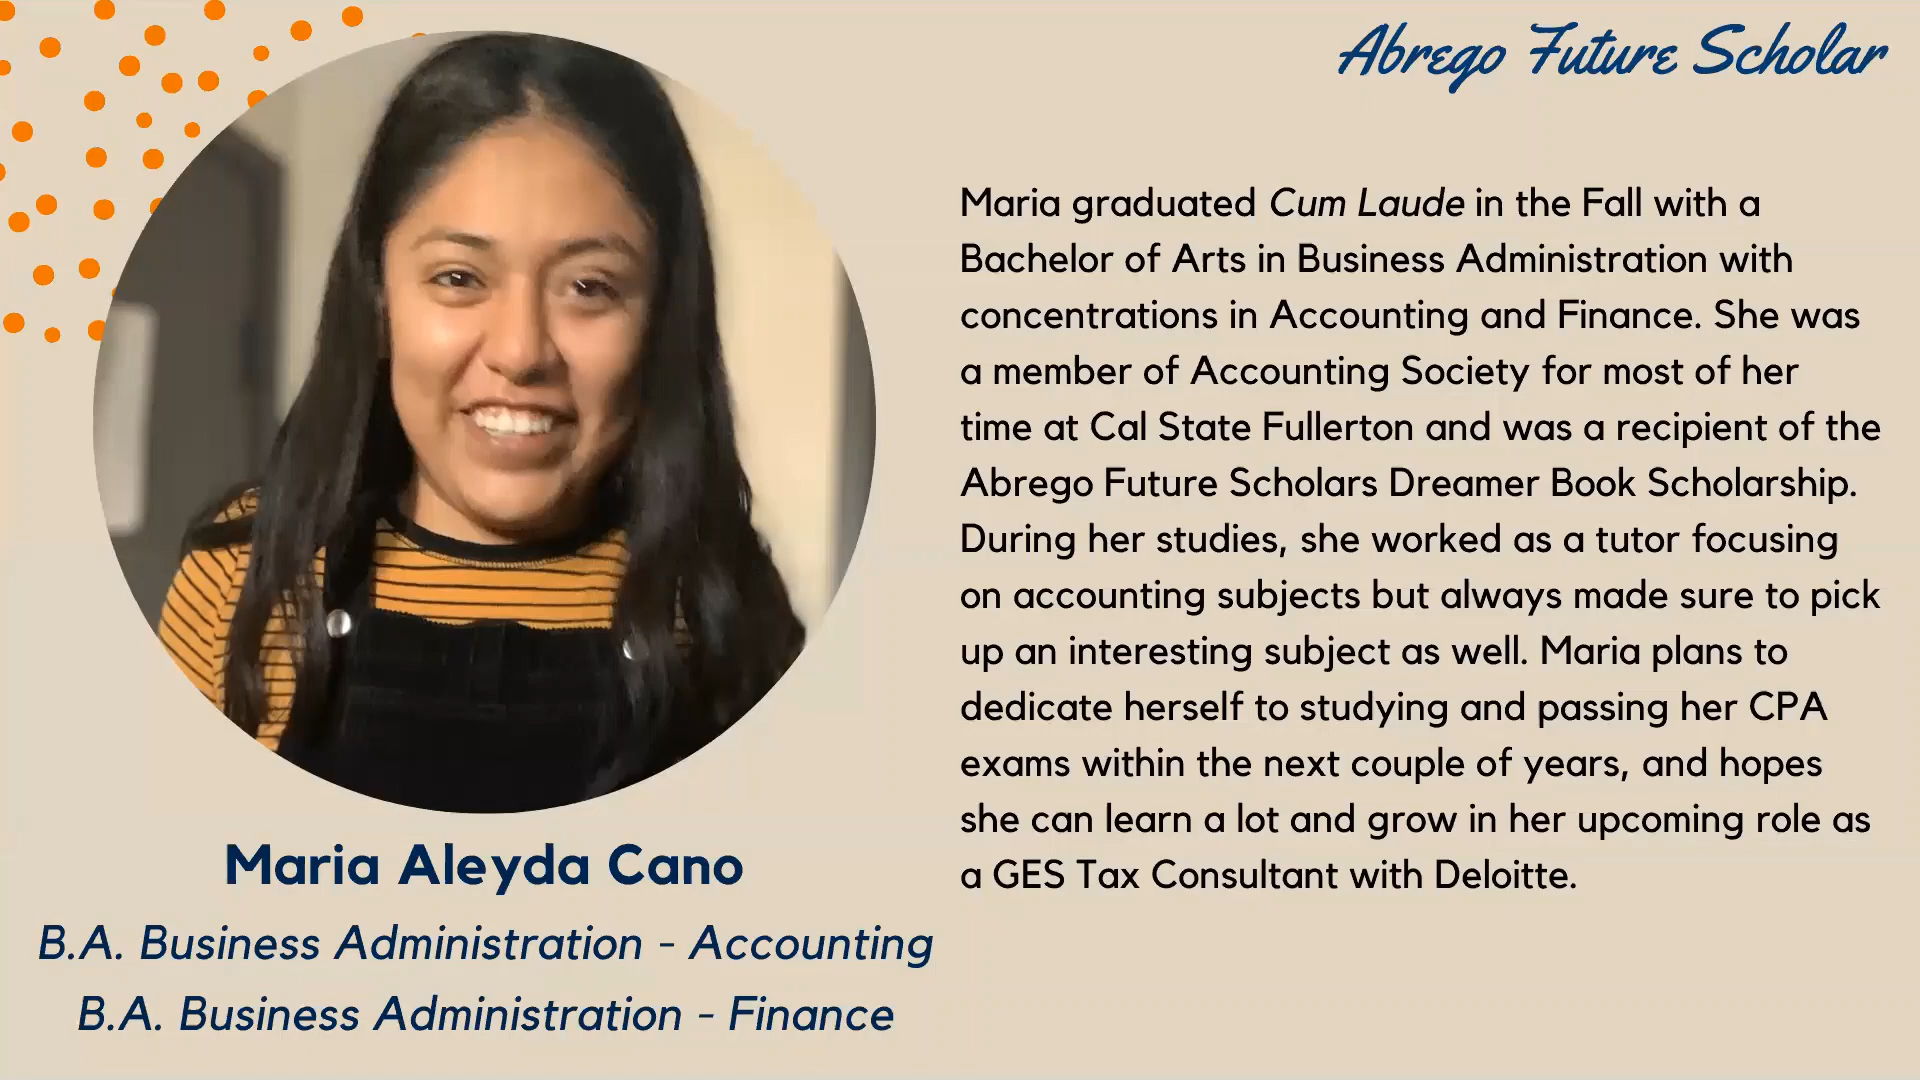 Abrego Future Scholar
Maria graduated Cum Laude in the Fall with a
Bachelor of Arts in Business Administration with
concentrations in Accounting and Finance. She was
a member of Accounting Society for most of her
time at Cal State Fullerton and was a recipient of the
Abrego Future Scholars Dreamer Book Scholarship.
During her studies, she worked as a tutor focusing
on accounting subjects but always made sure to pick
up an interesting subject as well. Maria plans to
dedicate herself to studying and passing her CPA
exams within the next couple of years, and hopes
she can learn a lot and grow in her upcoming role as
a GES Tax Consultant with Deloitte.
Maria Aleyda Cano
B.A. Business Administration - Accounting
B.A. Business Administration - Finance